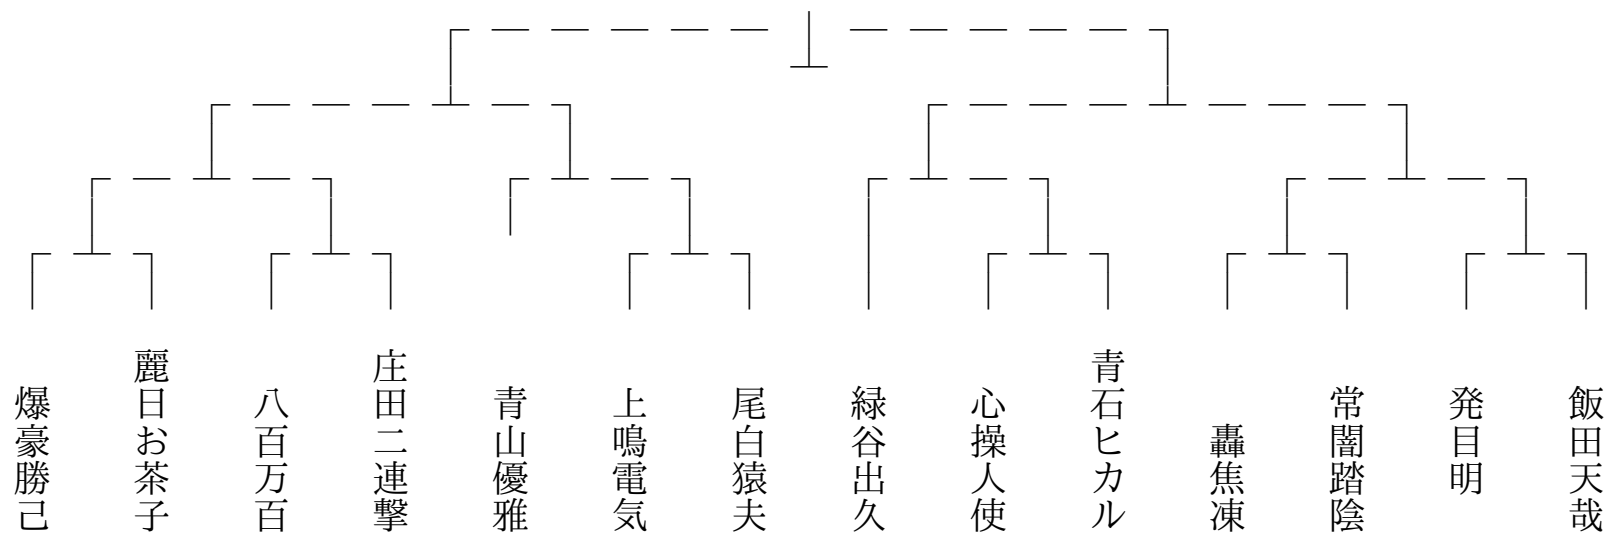 爆豪勝己
麗日お茶子
八百万百
庄田二連撃
青山優雅
上鳴電気
尾白猿夫
緑谷出久
心操人使
青石ヒカル
轟焦凍
常闇踏陰
発目明
飯田天哉